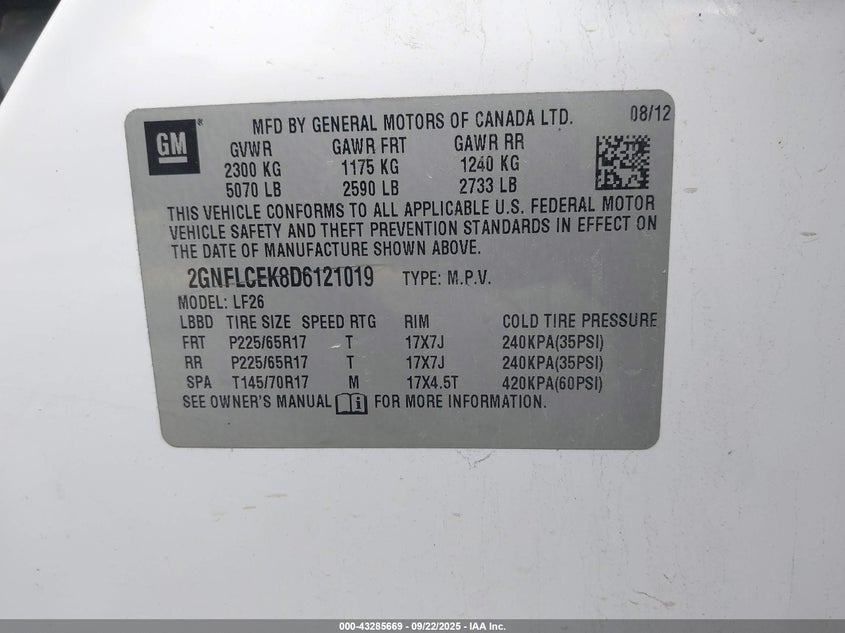 GM ®
MFD BY GENERAL MOTORS OF CANADA LTD. 08/12
GVWR GAWR FRT GAWR RR
2300 KG 1175 KG 1240 KG
5070 LB 2590 LB 2733 LB
THIS VEHICLE CONFORMS TO ALL APPLICABLE U.S. FEDERAL MOTOR
VEHICLE SAFETY AND THEFT PREVENTION STANDARDS IN EFFECT ON
THE DATE OF MANUFACTURE SHOWN ABOVE.
2GNFLCEK8D6121019 TYPE: M.P.V.
MODEL: LF26
LBBD TIRE SIZE SPEED RTG RIM COLD TIRE PRESSURE
FRT P225/65R17 T 17X7J 240KPA(35PSI)
RR P225/65R17 T 17X7J 240KPA(35PSI)
SPA T145/70R17 M 17X4.5T 420KPA(60PSI)
SEE OWNER'S MANUAL i FOR MORE INFORMATION.
000-43285669 - 09/22/2025 - IAA Inc.